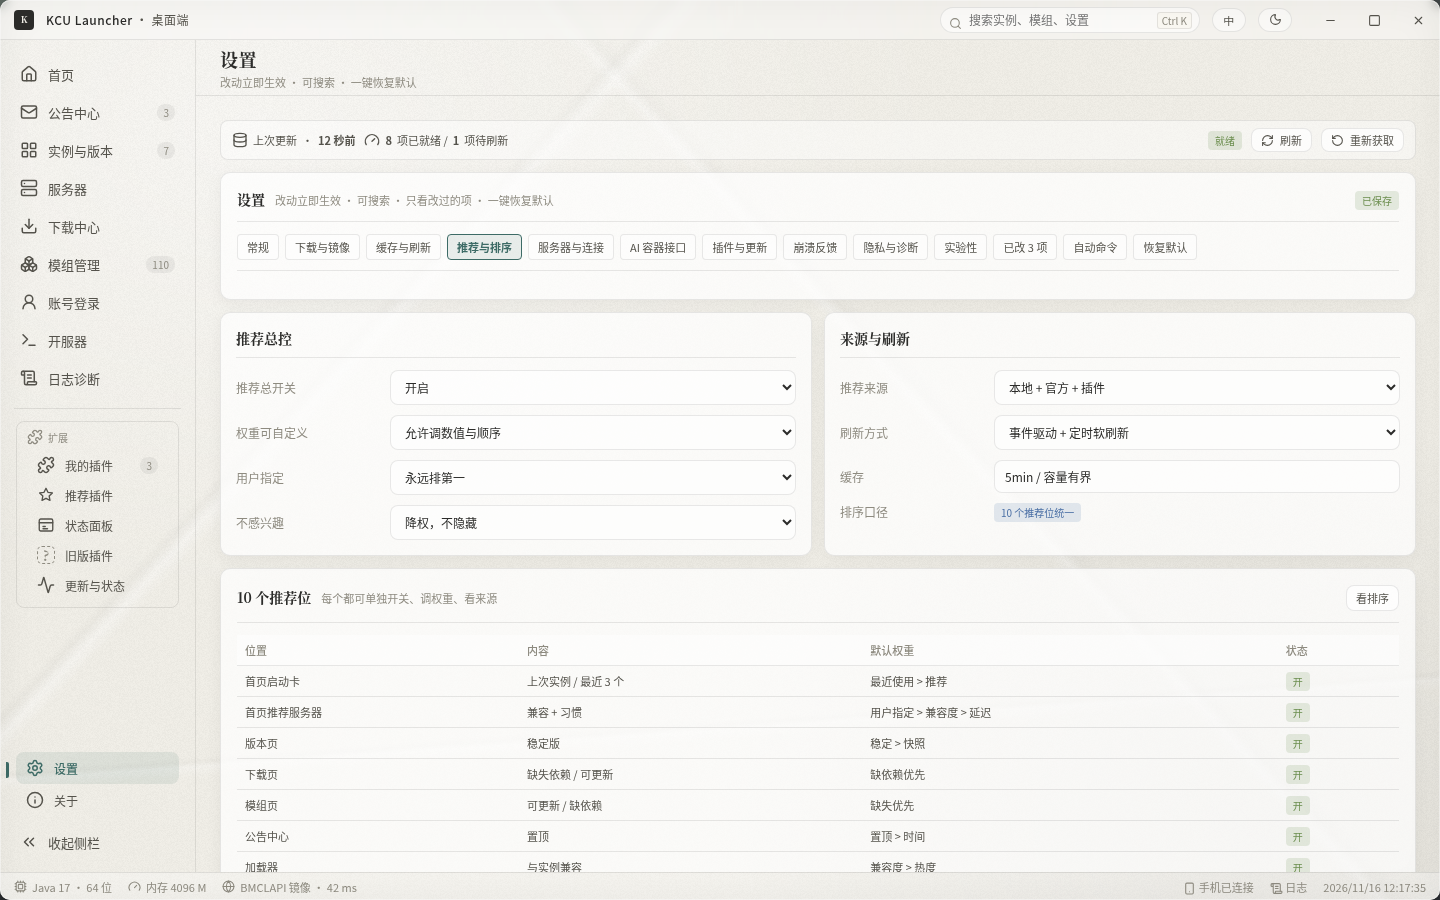 K KCU Launcher · 桌面端
搜索实例、模组、设置 Ctrl K 中
首页
公告中心 3
实例与版本 7
服务器
下载中心
模组管理 110
账号登录
开服器
日志诊断
扩展
我的插件 3
推荐插件
状态面板
旧版插件
更新与状态
设置
关于
收起侧栏
设置
改动立即生效 · 可搜索 · 一键恢复默认
上次更新 · 12 秒前 8 项已就绪 / 1 项待刷新 就绪 刷新 重新获取
设置 改动立即生效 · 可搜索 · 只看改过的项 · 一键恢复默认 已保存
常规 下载与镜像 缓存与刷新 推荐与排序 服务器与连接 AI 容器接口 插件与更新 崩溃反馈 隐私与诊断 实验性 已改 3 项 自动命令 恢复默认
推荐总控
推荐总开关 开启
权重可自定义 允许调数值与顺序
用户指定 永远排第一
不感兴趣 降权，不隐藏
来源与刷新
推荐来源 本地 + 官方 + 插件
刷新方式 事件驱动 + 定时软刷新
缓存 5min / 容量有界
排序口径 10 个推荐位统一
10 个推荐位 每个都可单独开关、调权重、看来源 看排序
位置 内容 默认权重 状态
首页启动卡 上次实例 / 最近 3 个 最近使用 > 推荐 开
首页推荐服务器 兼容 + 习惯 用户指定 > 兼容度 > 延迟 开
版本页 稳定版 稳定 > 快照 开
下载页 缺失依赖 / 可更新 缺依赖优先 开
模组页 可更新 / 缺依赖 缺失优先 开
公告中心 置顶 置顶 > 时间 开
加载器 与实例兼容 兼容度 > 热度 开
Java 17 · 64 位 内存 4096 M BMCLAPI 镜像 · 42 ms 手机已连接 日志 2026/11/16 12:17:35